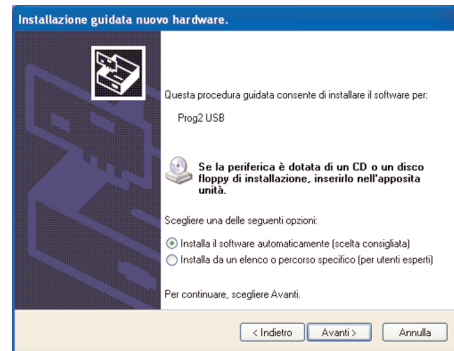 Installazione guidata nuovo hardware.
Questa procedura guidata consente di installare il software per:
Prog2 USB
Se la periferica è dotata di un CD o un disco
floppy di installazione, inserirlo nell'apposita
unità.
Scegliere una delle seguenti opzioni:
Installa il software automaticamente (scelta consigliata)
Installa da un elenco o percorso specifico (per utenti esperti)
Per continuare, scegliere Avanti.
< Indietro
Avanti >
Annulla